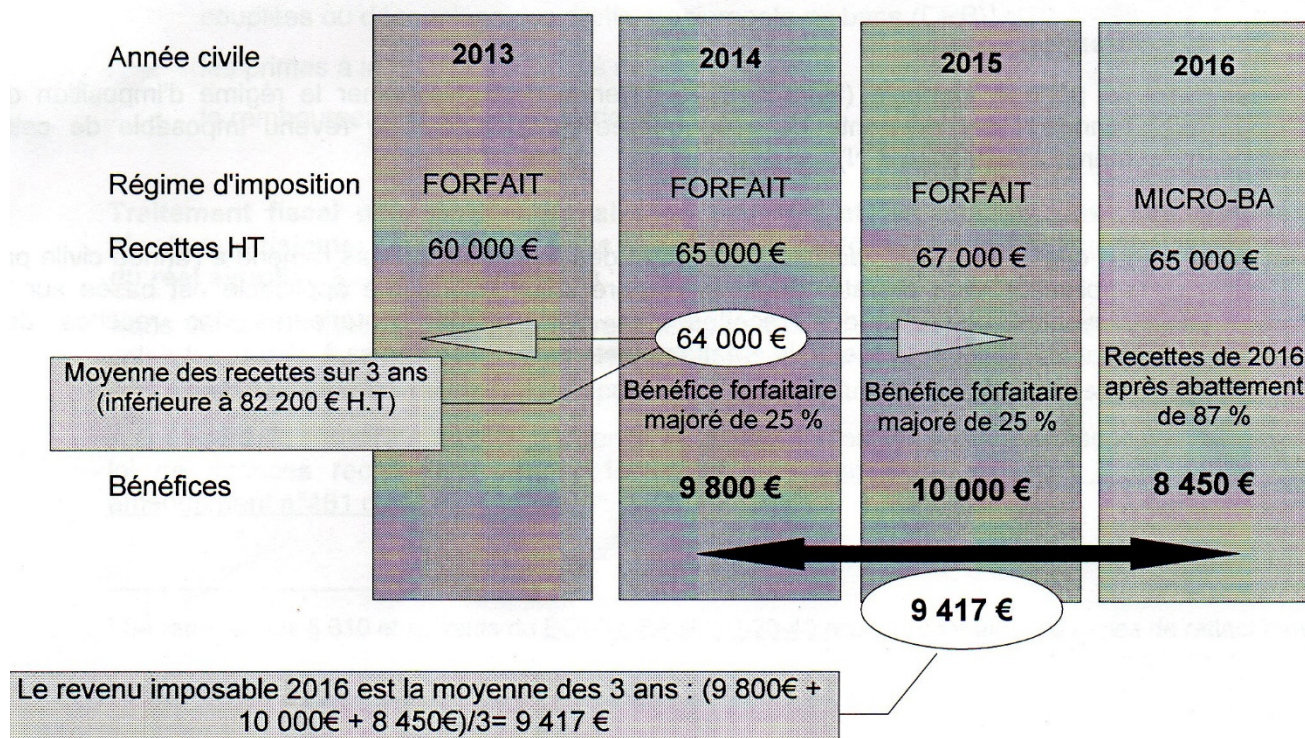 Année civile 2013 2014 2015 2016
Régime d'imposition FORFAIT FORFAIT FORFAIT MICRO-BA
Recettes HT 60 000 € 65 000 € 67 000 € 65 000 €
64 000 €
Moyenne des recettes sur 3 ans
(inférieure à 82 200 € H.T)
Bénéfice forfaitaire
majoré de 25 %
Bénéfice forfaitaire
majoré de 25 %
Recettes de 2016
après abattement
de 87 %
Bénéfices 9 800 € 10 000 € 8 450 €
9 417 €
Le revenu imposable 2016 est la moyenne des 3 ans : (9 800€ +
10 000€ + 8 450€)/3= 9 417 €